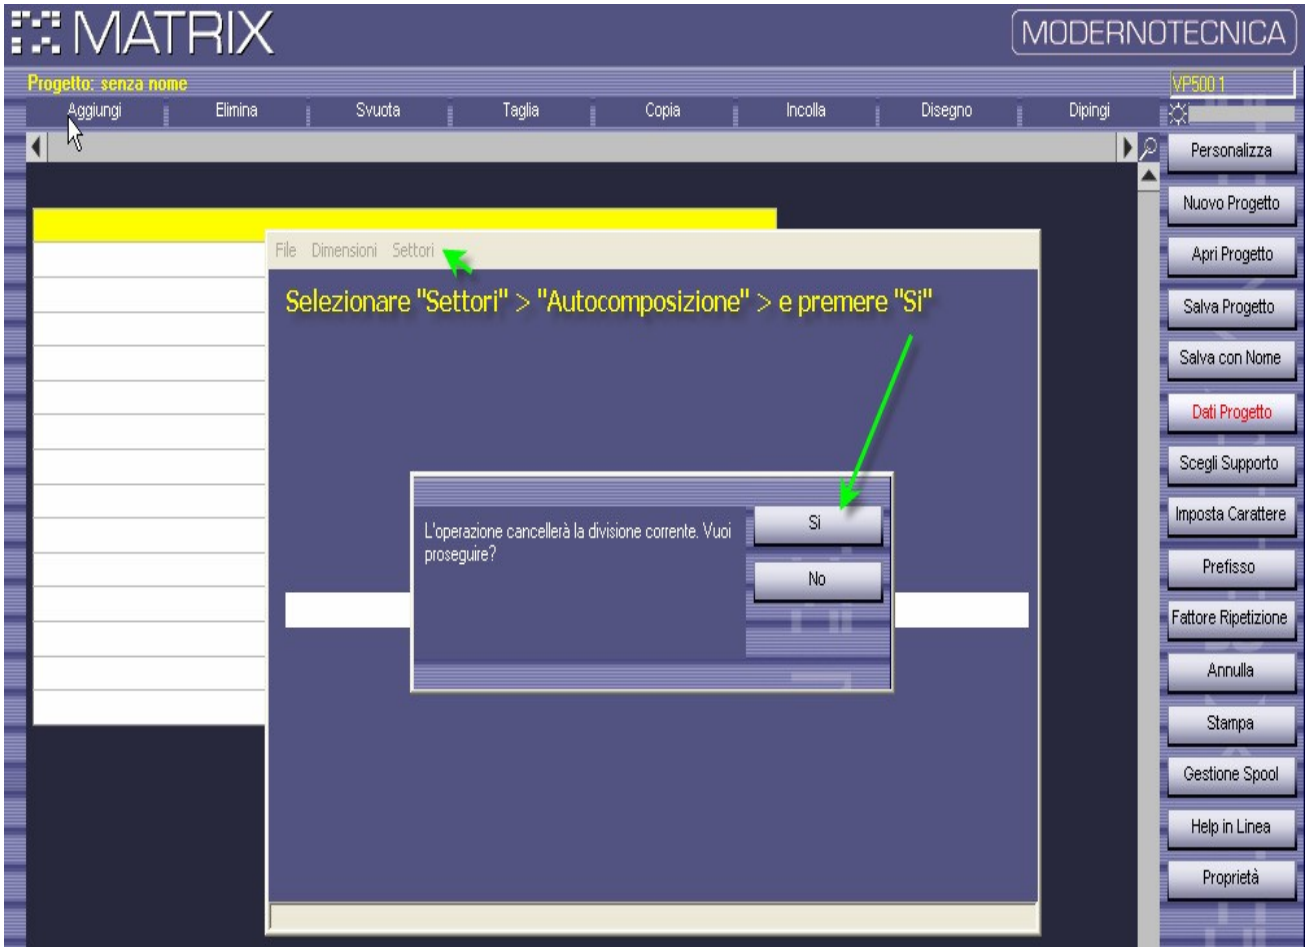 MATRIX
MODERNOTECNICA
Progetto: senza nome
VP500 1
Aggiungi Elimina Svuota Taglia Copia Incolla Disegno Dipingi
Personalizza
Nuovo Progetto
Apri Progetto
Salva Progetto
Salva con Nome
Dati Progetto
Scegli Supporto
Imposta Carattere
Prefisso
Fattore Ripetizione
Annulla
Stampa
Gestione Spool
Help in Linea
Proprietà
File Dimensioni Settori
Selezionare "Settori" > "Autocomposizione" > e premere "Si"
L'operazione cancellerà la divisione corrente. Vuoi
proseguire?
Si
No